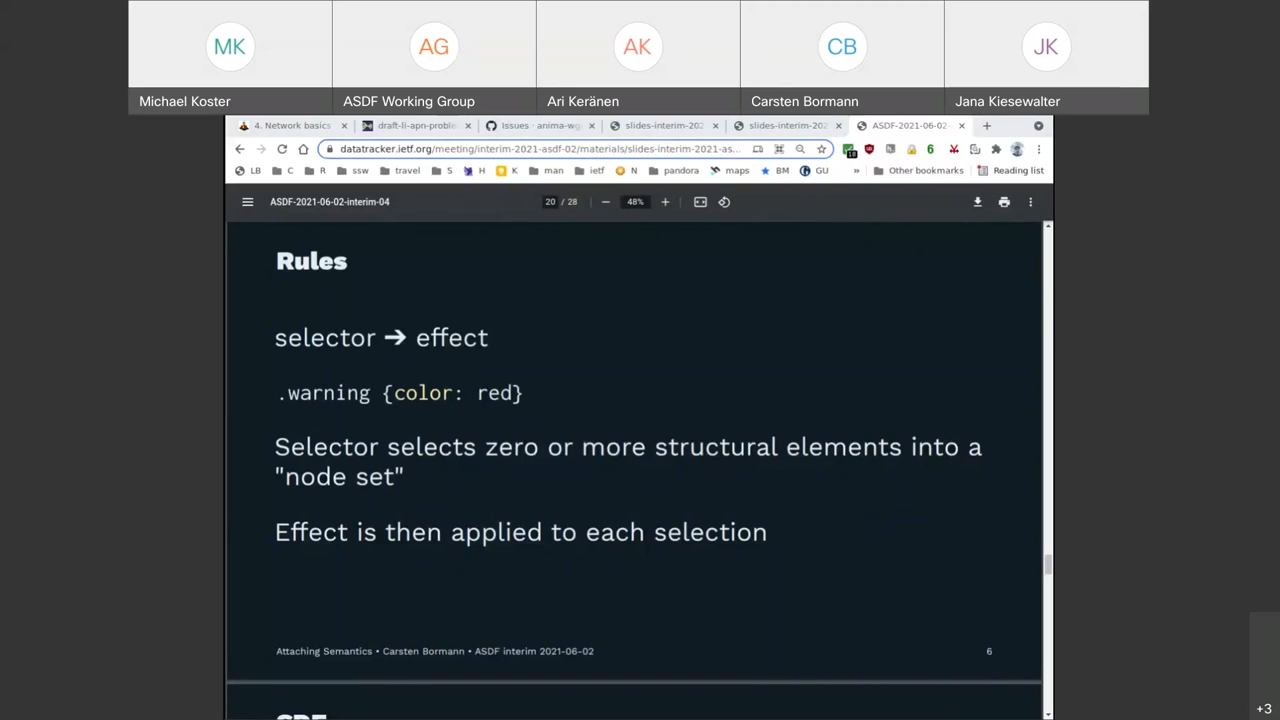 MK
AG
AK
CB
JK
Michael Koster
ASDF Working Group
Ari Keränen
Carsten Bormann
Jana Kiesewalter
4. Network basics
draft-li-apn-proble
Issues · anima-wg
slides-interim-202
slides-interim-202
ASDF-2021-06-02-
datatracker.ietf.org/meeting/interim-2021-asdf-02/materials/slides-interim-2021-as...
LB
C
R
ssw
travel
S
H
K
man
ietf
N
pandora
maps
BM
GU
»
Other bookmarks
Reading list
ASDF-2021-06-02-interim-04
20 / 28
48%
Rules
selector ➔ effect
.warning {color: red}
Selector selects zero or more structural elements into a
"node set"
Effect is then applied to each selection
Attaching Semantics • Carsten Bormann • ASDF interim 2021-06-02
6
+3